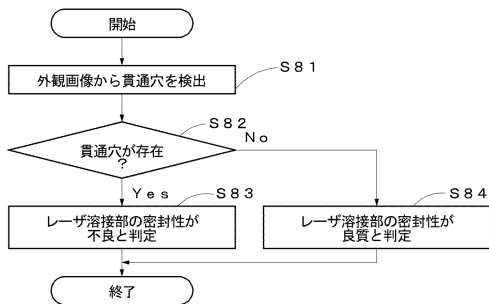 開始
外観画像から貫通穴を検出
S81
貫通穴が存在
?
S82
No
Yes
S83
レーザ溶接部の密封性が
不良と判定
S84
レーザ溶接部の密封性が
良質と判定
終了